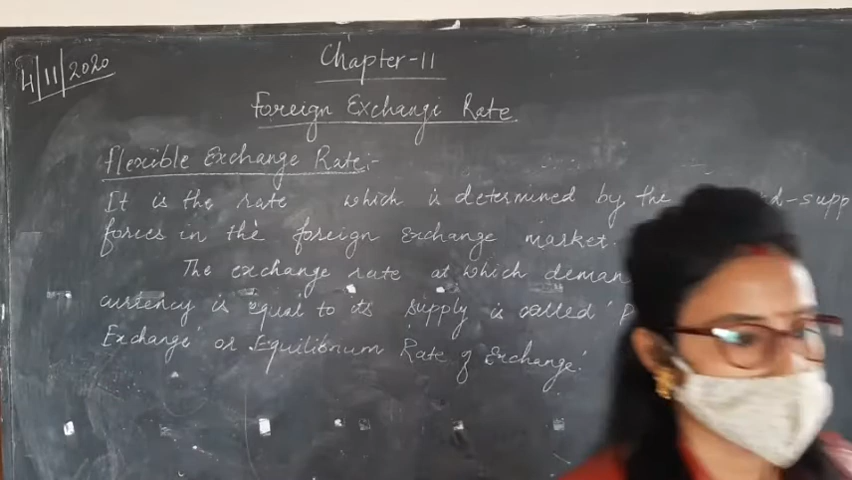 4/11/2020
Chapter-11
Foreign Exchange Rate
Flexible Exchange Rate:-
It is the rate which is determined by the d-supp
forces in the foreign exchange market.
The exchange rate at which deman
currency is equal to its supply is called 'P
Exchange' or Equilibrium Rate of Exchange'.